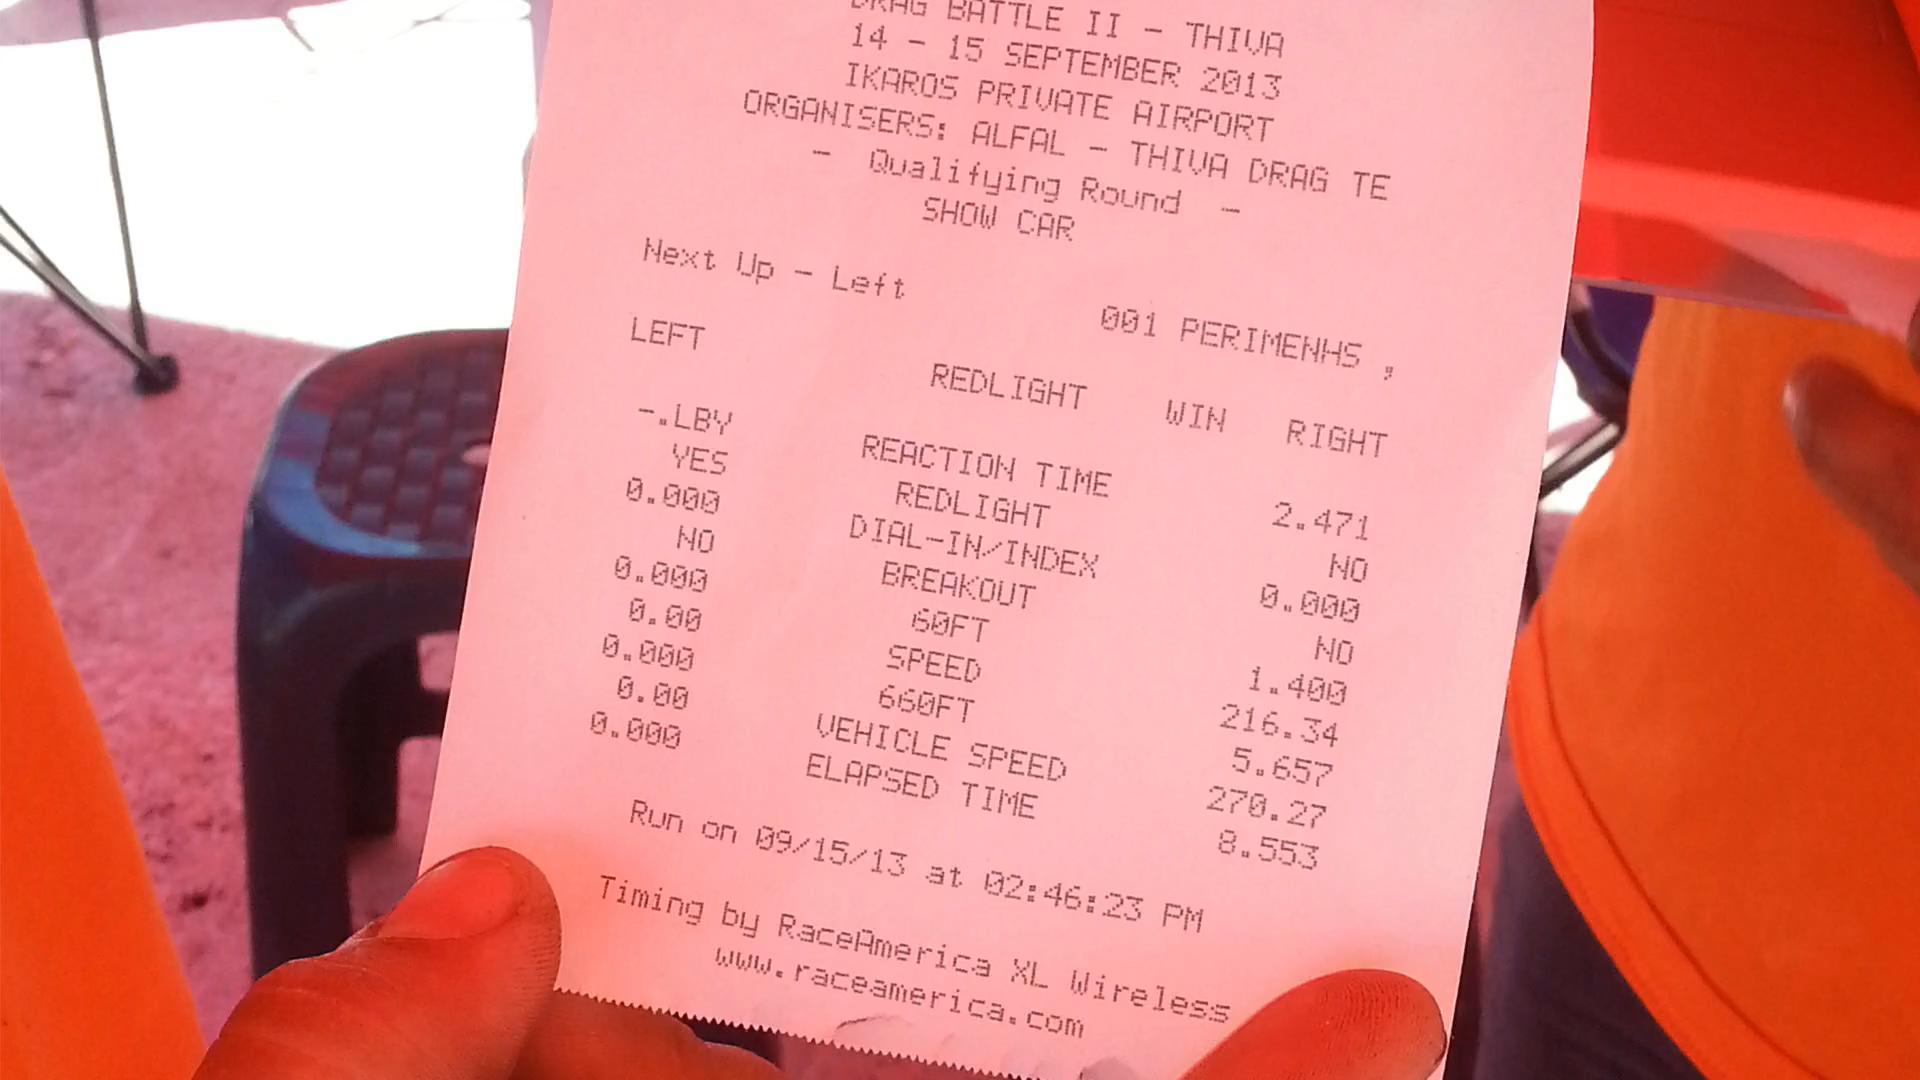 DRAG BATTLE II - THIVA
14 - 15 SEPTEMBER 2013
IKAROS PRIVATE AIRPORT
ORGANISERS: ALFAL - THIVA DRAG TE
- Qualifying Round -
SHOW CAR
Next Up - Left 001 PERIMENHS ,
LEFT REDLIGHT WIN RIGHT
-.LBY REACTION TIME 2.471
YES REDLIGHT NO
0.000 DIAL-IN/INDEX 0.000
NO BREAKOUT NO
0.000 60FT 1.400
0.00 SPEED 216.34
0.000 660FT 5.657
0.00 VEHICLE SPEED 270.27
0.000 ELAPSED TIME 8.553
Run on 09/15/13 at 02:46:23 PM
Timing by RaceAmerica XL Wireless
www.raceamerica.com